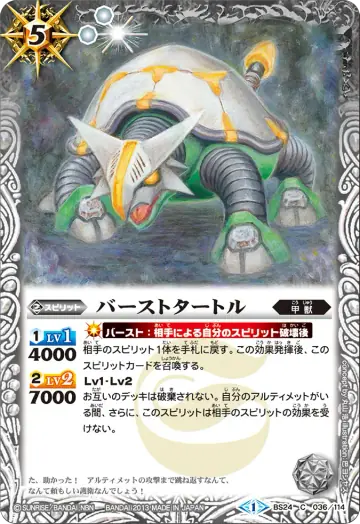 5
スピリット
バーストタートル
こう じゅう
甲獣
1 LV1
4000
2 LV2
7000
バースト：相手による自分のスピリット破壊後
相手のスピリット1体を手札に戻す。この効果発揮後、この
スピリットカードを召喚する。
Lv1・Lv2
お互いのデッキは破棄されない。自分のアルティメットがい
る間、さらに、このスピリットは相手のスピリットの効果を受
けない。
た、助かった！　アルティメットの攻撃まで跳ね返すなんて、
なんて頼もしい護衛なんでしょう！
©SUNRISE/BANDAI,NBN BANDAI 2013 MADE IN JAPAN
1 BS24-C 036/114